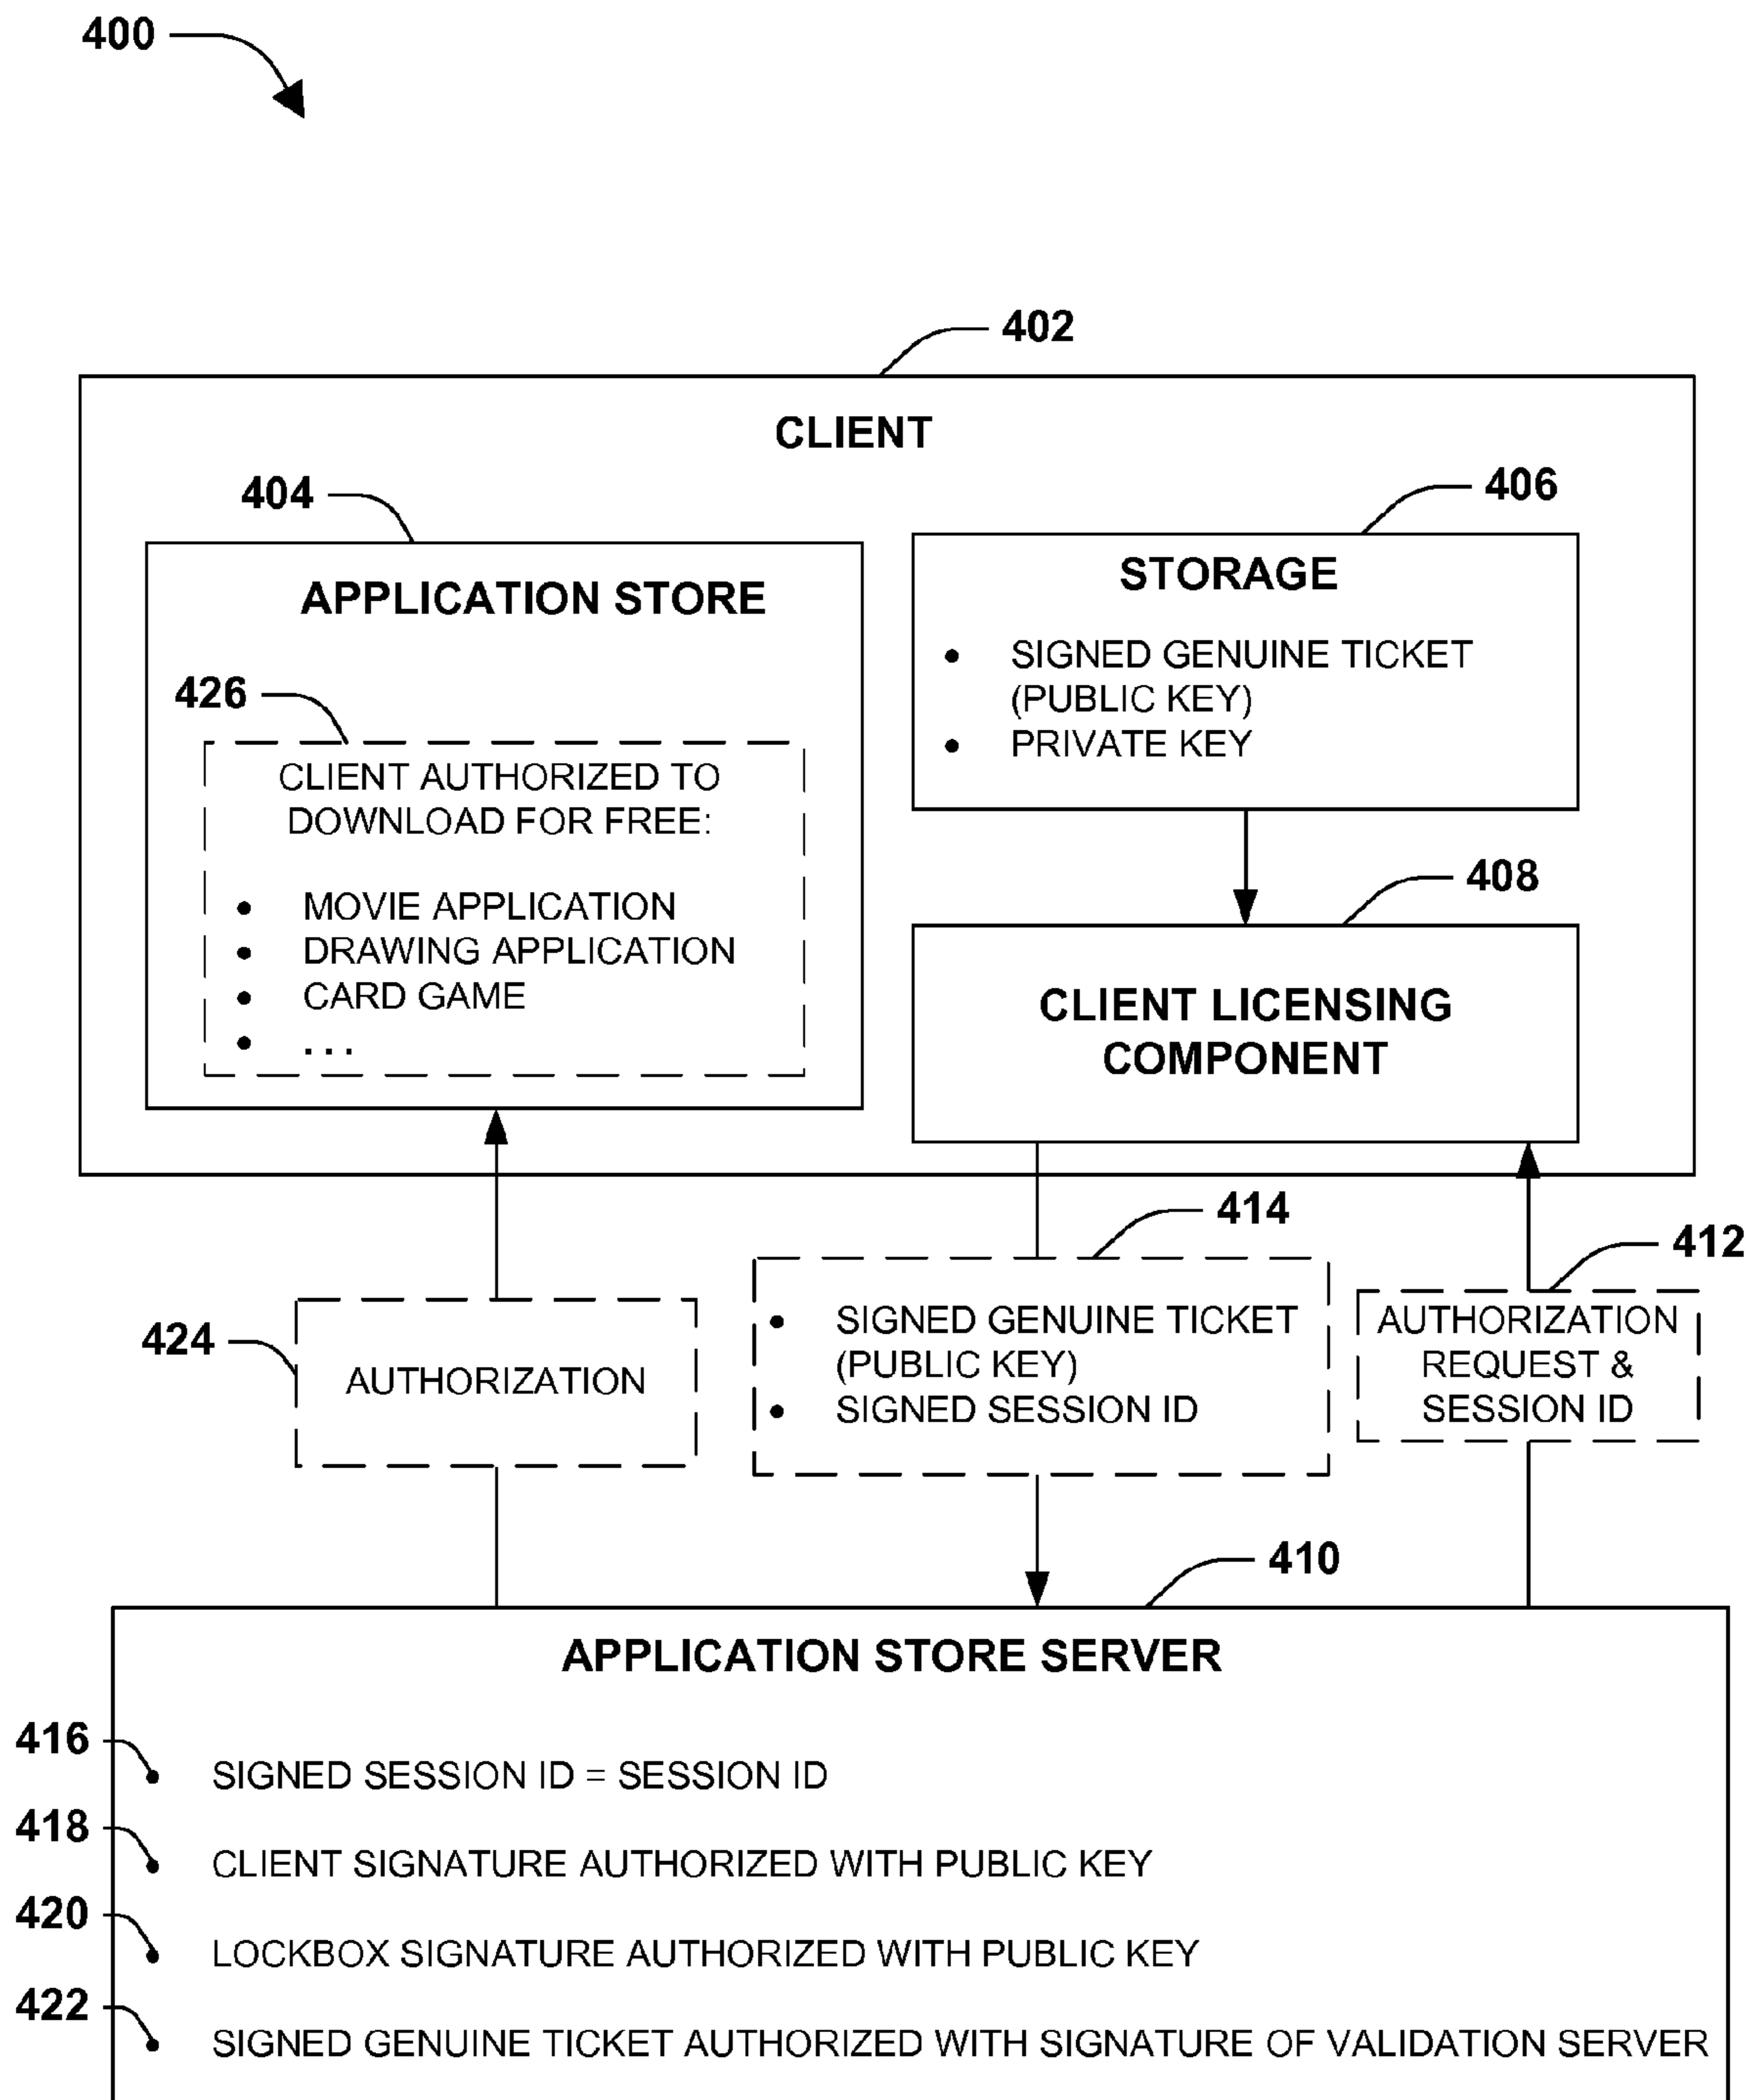 400
402
CLIENT
404
APPLICATION STORE
426
CLIENT AUTHORIZED TO
DOWNLOAD FOR FREE:
• MOVIE APPLICATION
• DRAWING APPLICATION
• CARD GAME
• . . .
406
STORAGE
• SIGNED GENUINE TICKET
(PUBLIC KEY)
• PRIVATE KEY
408
CLIENT LICENSING
COMPONENT
424
AUTHORIZATION
414
• SIGNED GENUINE TICKET
(PUBLIC KEY)
• SIGNED SESSION ID
412
AUTHORIZATION
REQUEST &
SESSION ID
410
APPLICATION STORE SERVER
416
• SIGNED SESSION ID = SESSION ID
418
• CLIENT SIGNATURE AUTHORIZED WITH PUBLIC KEY
420
• LOCKBOX SIGNATURE AUTHORIZED WITH PUBLIC KEY
422
• SIGNED GENUINE TICKET AUTHORIZED WITH SIGNATURE OF VALIDATION SERVER